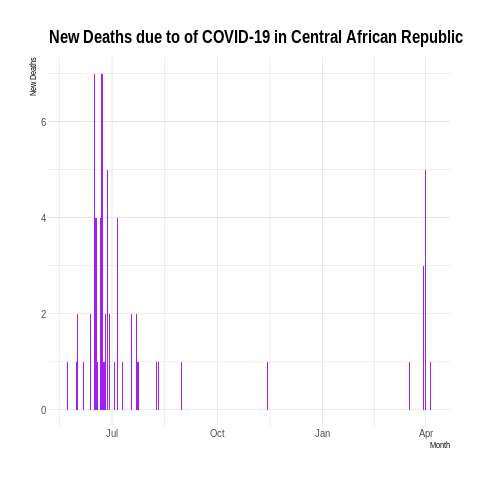 New Deaths due to of COVID-19 in Central African Republic
New Deaths
6
4
2
0
Jul
Oct
Jan
Apr
Month